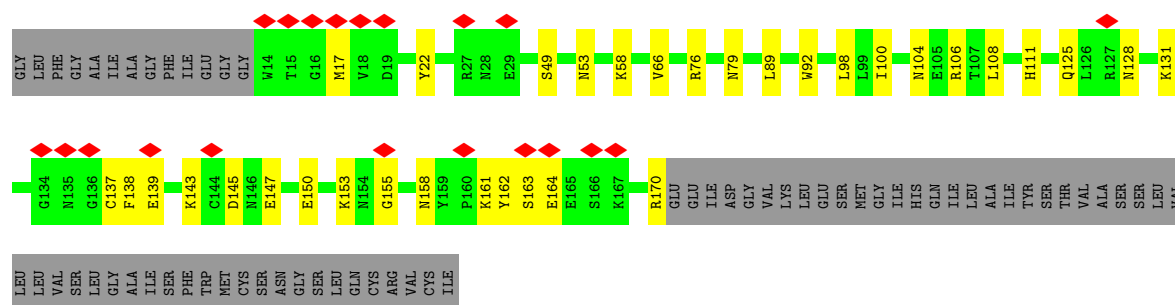 GLY LEU PHE GLY ALA ILE ALA GLY PHE ILE GLU GLY GLY W14 T15 G16 M17 V18 D19 Y22 R27 N28 E29 S49 N53 K58 V66 R76 N79 L89 W92 L98 L99 I100 N104 E105 R106 T107 L108 H111 Q125 L126 R127 N128 K131
G134 N135 G136 C137 F138 E139 K143 C144 D145 N146 E147 E150 K153 N154 G155 N158 Y159 P160 K161 Y162 S163 E164 E165 S166 K167 R170 GLU GLU ILE ASP GLY VAL LYS LEU GLU SER MET GLY ILE HIS GLN ILE LEU ALA ILE TYR SER THR VAL ALA SER SER LEU VAL
LEU LEU VAL SER LEU GLY ALA ILE SER PHE TRP MET CYS SER ASN GLY SER LEU GLN CYS ARG VAL CYS ILE